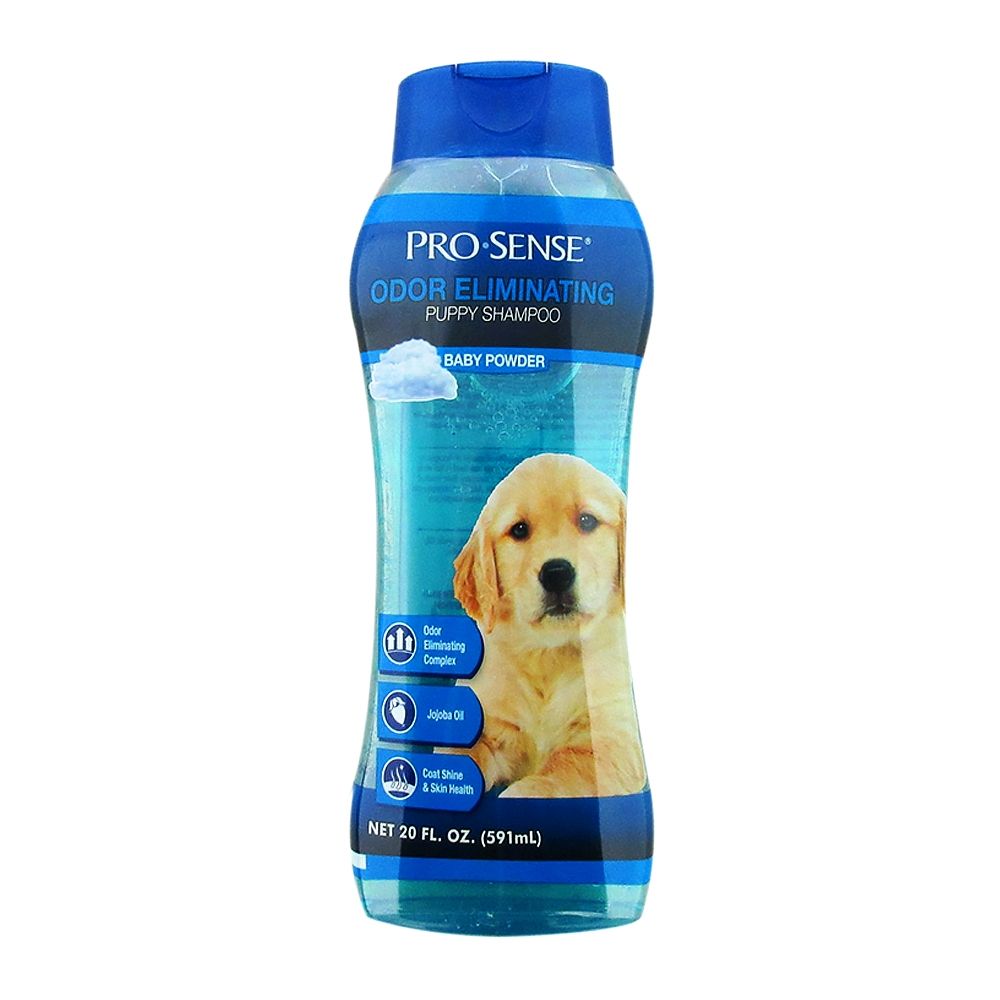 PRO·SENSE®
ODOR ELIMINATING
PUPPY SHAMPOO
BABY POWDER
Odor
Eliminating
Complex
Jojoba Oil
Coat Shine
& Skin Health
NET 20 FL. OZ. (591mL)